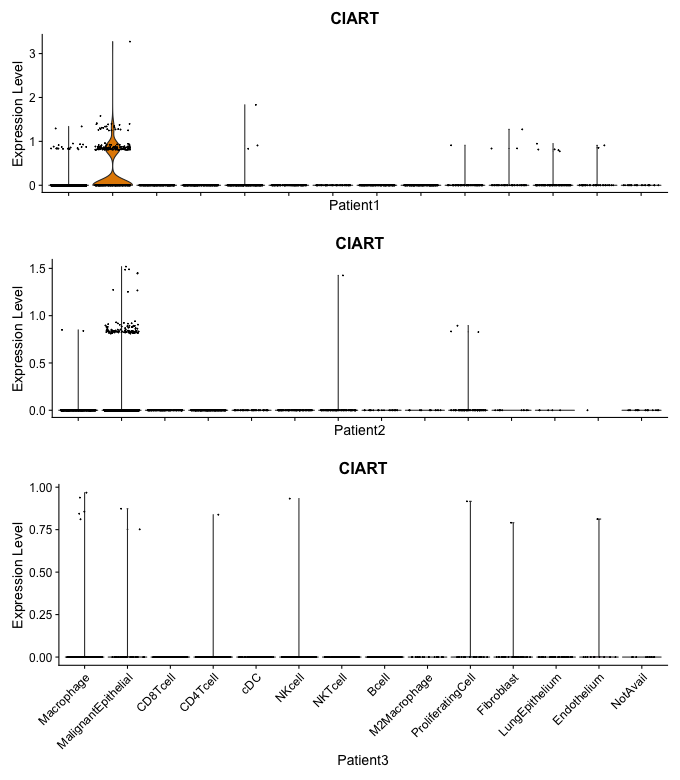 CIART
Expression Level
3
2
1
0
Patient1
CIART
Expression Level
1.5
1.0
0.5
0.0
Patient2
CIART
Expression Level
1.00
0.75
0.50
0.25
0.00
Macrophage
MalignantEpithelial
CD8Tcell
CD4Tcell
cDC
NKcell
NKTcell
Bcell
M2Macrophage
ProliferatingCell
Fibroblast
LungEpithelium
Endothelium
NotAvail
Patient3